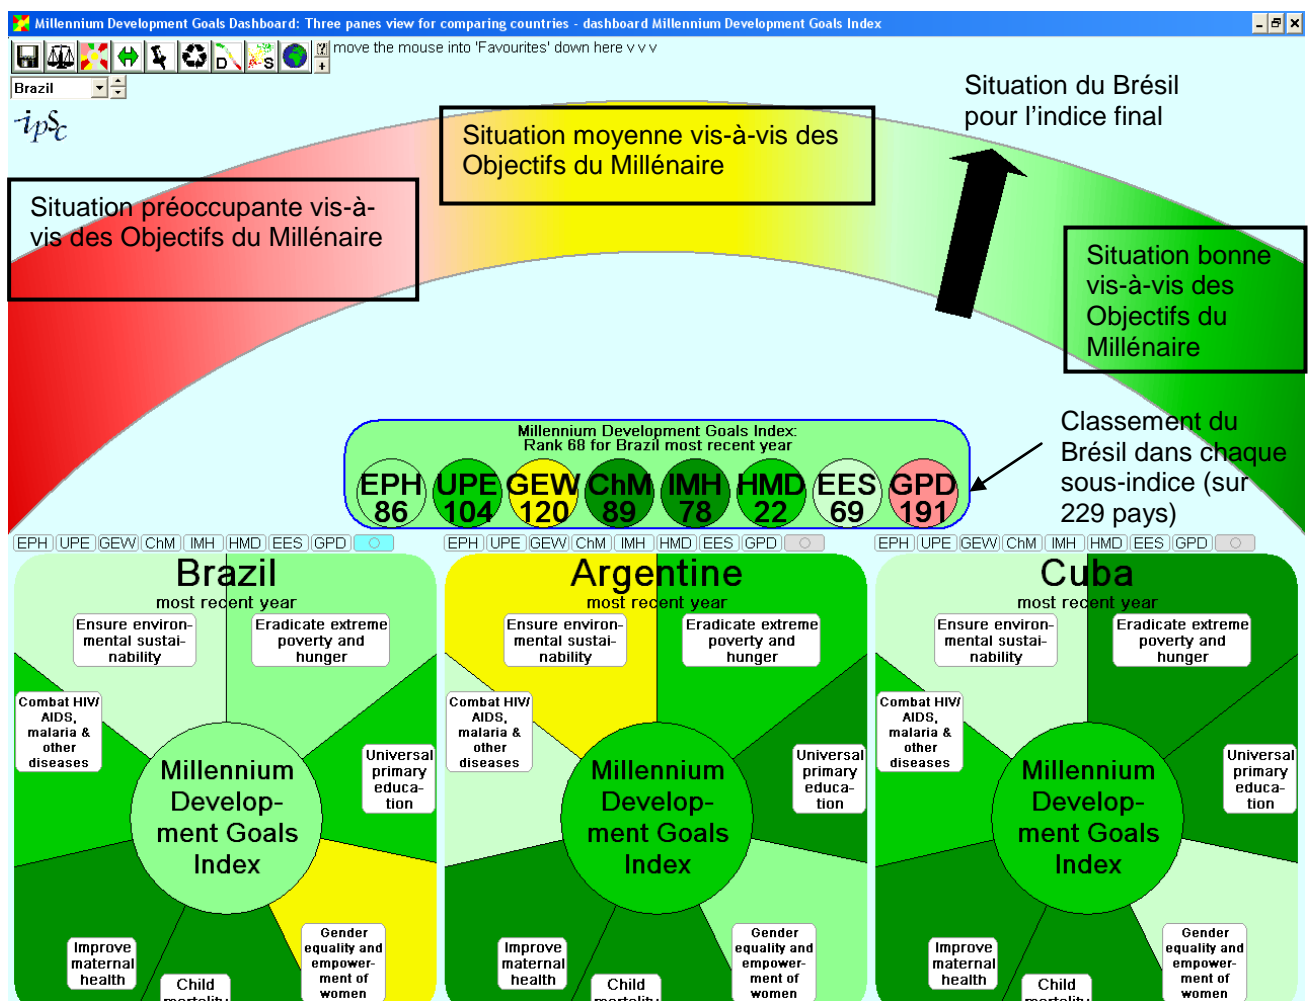 Millennium Development Goals Dashboard: Three panes view for comparing countries - dashboard Millennium Development Goals Index
move the mouse into 'Favourites' down here v v v
D
S
?
+
Brazil
ipsc
Situation du Brésil
pour l'indice final
Situation moyenne vis-à-vis des
Objectifs du Millénaire
Situation préoccupante vis-à-
vis des Objectifs du Millénaire
Situation bonne
vis-à-vis des
Objectifs du
Millénaire
Millennium Development Goals Index:
Rank 68 for Brazil most recent year
EPH UPE GEW ChM IMH HMD EES GPD
86 104 120 89 78 22 69 191
Classement du
Brésil dans chaque
sous-indice (sur
229 pays)
EPH UPE GEW ChM IMH HMD EES GPD
Brazil
most recent year
Ensure environ-
mental sustai-
nability
Eradicate extreme
poverty and
hunger
Combat HIV/
AIDS,
malaria &
other
diseases
Universal
primary
educa-
tion
Millennium
Develop-
ment Goals
Index
Improve
maternal
health
Child
mortality
Gender
equality and
empower-
ment of
women
EPH UPE GEW ChM IMH HMD EES GPD
Argentine
most recent year
Ensure environ-
mental sustai-
nability
Eradicate extreme
poverty and
hunger
Combat HIV/
AIDS,
malaria &
other
diseases
Universal
primary
educa-
tion
Millennium
Develop-
ment Goals
Index
Improve
maternal
health
Child
mortality
Gender
equality and
empower-
ment of
women
EPH UPE GEW ChM IMH HMD EES GPD
Cuba
most recent year
Ensure environ-
mental sustai-
nability
Eradicate extreme
poverty and
hunger
Combat HIV/
AIDS,
malaria &
other
diseases
Universal
primary
educa-
tion
Millennium
Develop-
ment Goals
Index
Improve
maternal
health
Child
mortality
Gender
equality and
empower-
ment of
women